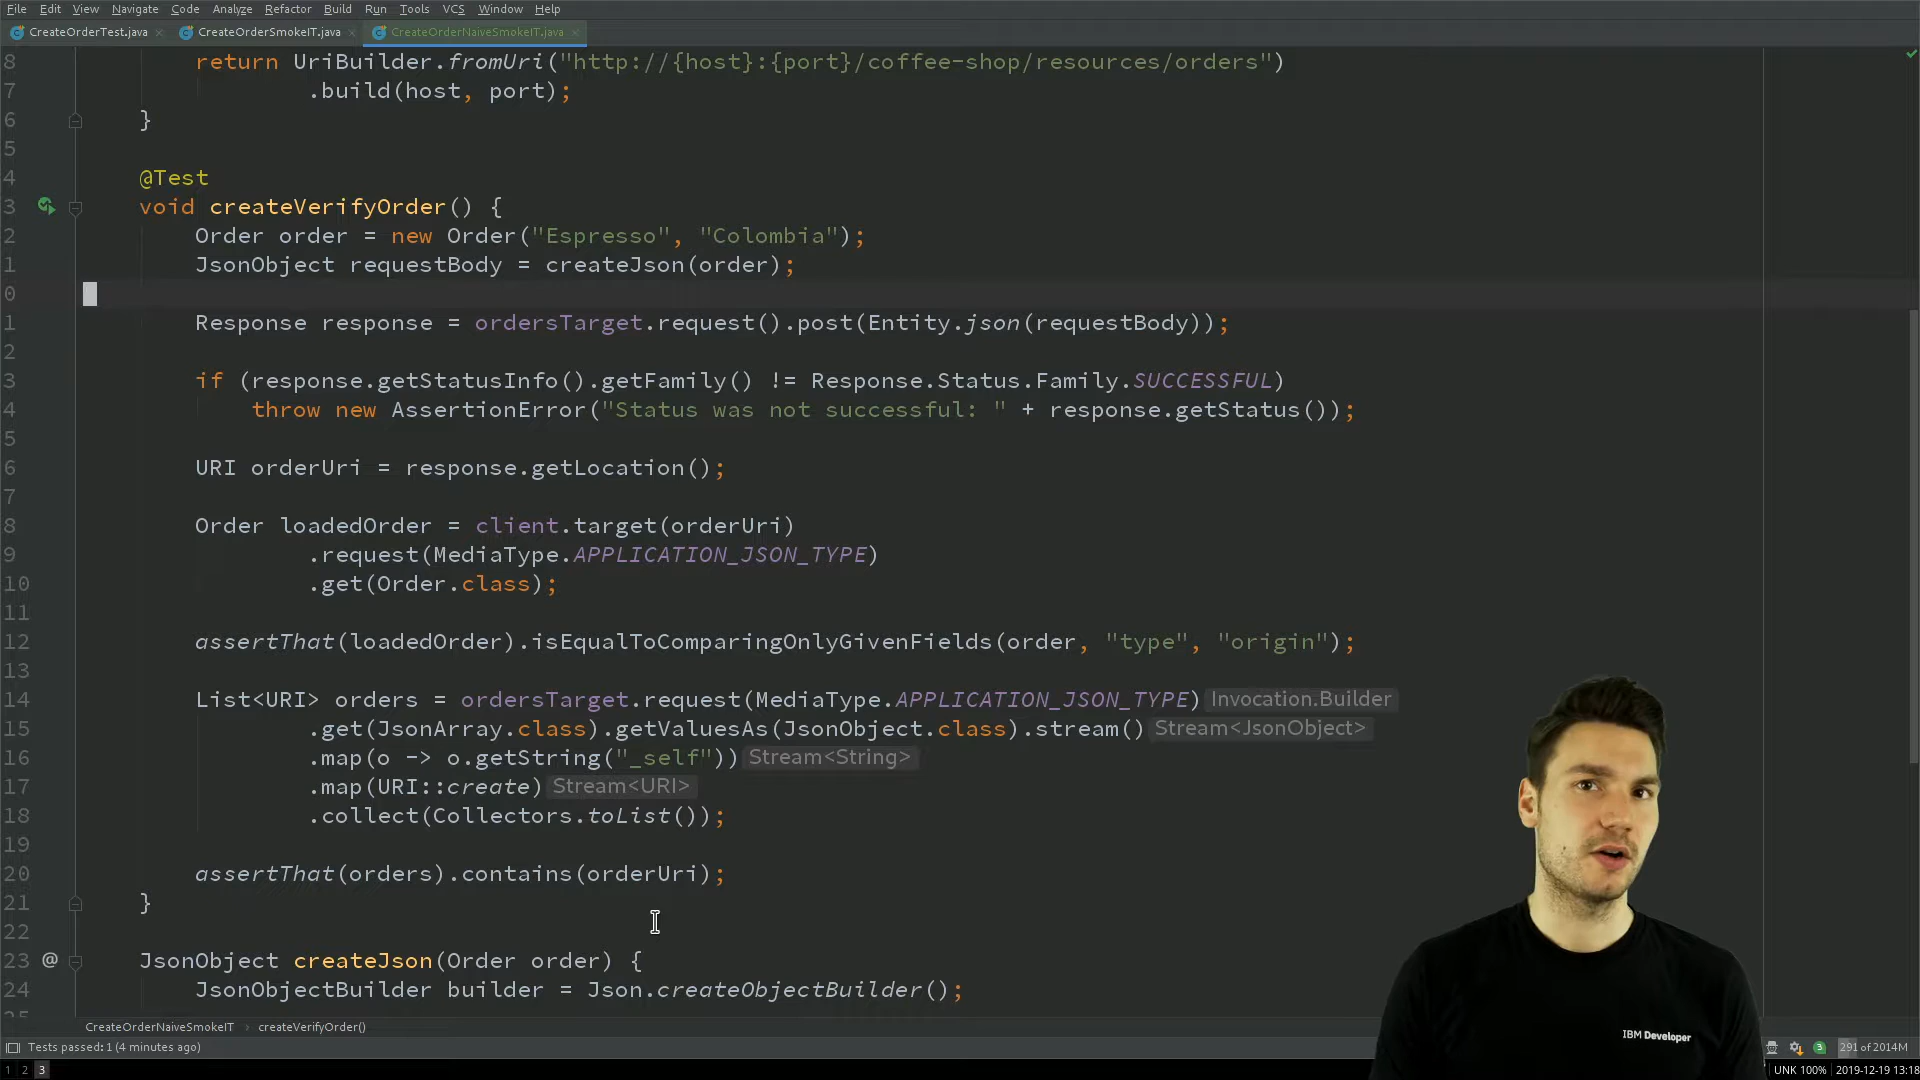 File Edit View Navigate Code Analyze Refactor Build Run Tools VCS Window Help
CreateOrderTest.java CreateOrderSmokeIT.java CreateOrderNaiveSmokeIT.java
8 return UriBuilder.fromUri("http://{host}:{port}/coffee-shop/resources/orders")
7 .build(host, port);
6 }
5
4 @Test
3 void createVerifyOrder() {
2 Order order = new Order("Espresso", "Colombia");
1 JsonObject requestBody = createJson(order);
0
1 Response response = ordersTarget.request().post(Entity.json(requestBody));
2
3 if (response.getStatusInfo().getFamily() != Response.Status.Family.SUCCESSFUL)
4 throw new AssertionError("Status was not successful: " + response.getStatus());
5
6 URI orderUri = response.getLocation();
7
8 Order loadedOrder = client.target(orderUri)
9 .request(MediaType.APPLICATION_JSON_TYPE)
10 .get(Order.class);
11
12 assertThat(loadedOrder).isEqualToComparingOnlyGivenFields(order, "type", "origin");
13
14 List<URI> orders = ordersTarget.request(MediaType.APPLICATION_JSON_TYPE) Invocation.Builder
15 .get(JsonArray.class).getValuesAs(JsonObject.class).stream() Stream<JsonObject>
16 .map(o -> o.getString("_self")) Stream<String>
17 .map(URI::create) Stream<URI>
18 .collect(Collectors.toList());
19
20 assertThat(orders).contains(orderUri);
21 }
22
23 @ JsonObject createJson(Order order) {
24 JsonObjectBuilder builder = Json.createObjectBuilder();
IBM Developer
CreateOrderNaiveSmokeIT › createVerifyOrder()
Tests passed: 1 (4 minutes ago) 3 291 of 2014M
1 2 3 UNK 100% 2019-12-19 13:18